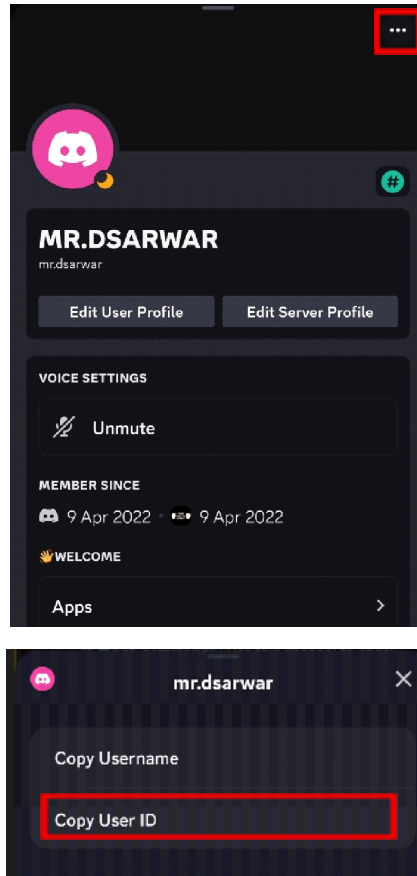 MR.DSARWAR
mr.dsarwar
Edit User Profile Edit Server Profile
VOICE SETTINGS
Unmute
MEMBER SINCE
9 Apr 2022 • 9 Apr 2022
👋WELCOME
Apps
mr.dsarwar
Copy Username
Copy User ID